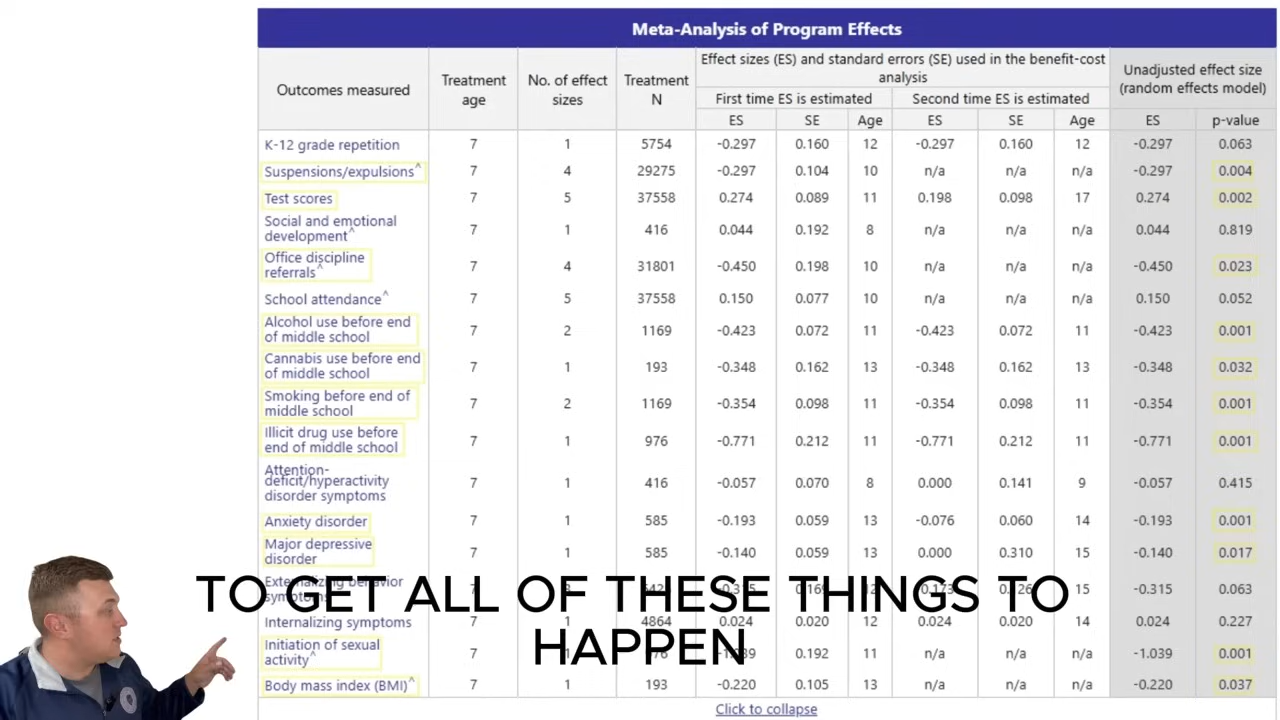 Meta-Analysis of Program Effects
Outcomes measured
Treatment age
No. of effect sizes
Treatment N
Effect sizes (ES) and standard errors (SE) used in the benefit-cost analysis
Unadjusted effect size (random effects model)
First time ES is estimated
Second time ES is estimated
ES SE Age ES SE Age ES p-value
K-12 grade repetition 7 1 5754 -0.297 0.160 12 -0.297 0.160 12 -0.297 0.063
Suspensions/expulsions^ 7 4 29275 -0.297 0.104 10 n/a n/a n/a -0.297 0.004
Test scores 7 5 37558 0.274 0.089 11 0.198 0.098 17 0.274 0.002
Social and emotional development^ 7 1 416 0.044 0.192 8 n/a n/a n/a 0.044 0.819
Office discipline referrals^ 7 4 31801 -0.450 0.198 10 n/a n/a n/a -0.450 0.023
School attendance^ 7 5 37558 0.150 0.077 10 n/a n/a n/a 0.150 0.052
Alcohol use before end of middle school 7 2 1169 -0.423 0.072 11 -0.423 0.072 11 -0.423 0.001
Cannabis use before end of middle school 7 1 193 -0.348 0.162 13 -0.348 0.162 13 -0.348 0.032
Smoking before end of middle school 7 2 1169 -0.354 0.098 11 -0.354 0.098 11 -0.354 0.001
Illicit drug use before end of middle school 7 1 976 -0.771 0.212 11 -0.771 0.212 11 -0.771 0.001
Attention-deficit/hyperactivity disorder symptoms 7 1 416 -0.057 0.070 8 0.000 0.141 9 -0.057 0.415
Anxiety disorder 7 1 585 -0.193 0.059 13 -0.076 0.060 14 -0.193 0.001
Major depressive disorder 7 1 585 -0.140 0.059 13 0.000 0.310 15 -0.140 0.017
Externalizing behavior 7 15 -0.315 0.063
Internalizing symptoms 7 1 4864 0.024 0.020 12 0.024 0.020 14 0.024 0.227
Initiation of sexual activity^ 7 0.192 11 n/a n/a n/a -1.039 0.001
Body mass index (BMI)^ 7 1 193 -0.220 0.105 13 n/a n/a n/a -0.220 0.037
Click to collapse
TO GET ALL OF THESE THINGS TO
HAPPEN